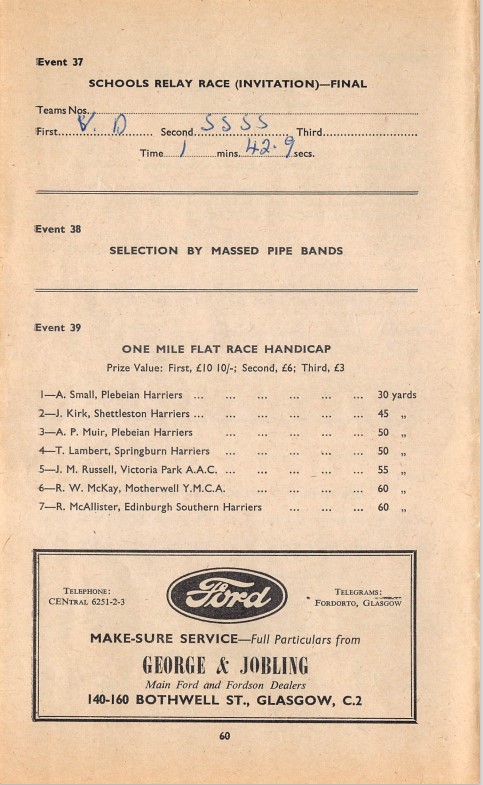 Event 37
SCHOOLS RELAY RACE (INVITATION)—FINAL
Teams Nos.
First V. D Second SSSS Third
Time 1 mins. 42.9 secs.
Event 38
SELECTION BY MASSED PIPE BANDS
Event 39
ONE MILE FLAT RACE HANDICAP
Prize Value: First, £10 10/-; Second, £6; Third, £3
1—A. Small, Plebeian Harriers ... ... ... ... ... 30 yards
2—J. Kirk, Shettleston Harriers ... ... ... ... ... 45 „
3—A. P. Muir, Plebeian Harriers ... ... ... ... 50 „
4—T. Lambert, Springburn Harriers ... ... ... ... 50 „
5—J. M. Russell, Victoria Park A.A.C. ... ... ... ... 55 „
6—R. W. McKay, Motherwell Y.M.C.A. ... ... ... 60 „
7—R. McAllister, Edinburgh Southern Harriers ... ... ... 60 „
TELEPHONE: CENTRAL 6251-2-3
Ford
TELEGRAMS: FORDORTO, GLASGOW
MAKE-SURE SERVICE—Full Particulars from
GEORGE & JOBLING
Main Ford and Fordson Dealers
140-160 BOTHWELL ST., GLASGOW, C.2
60